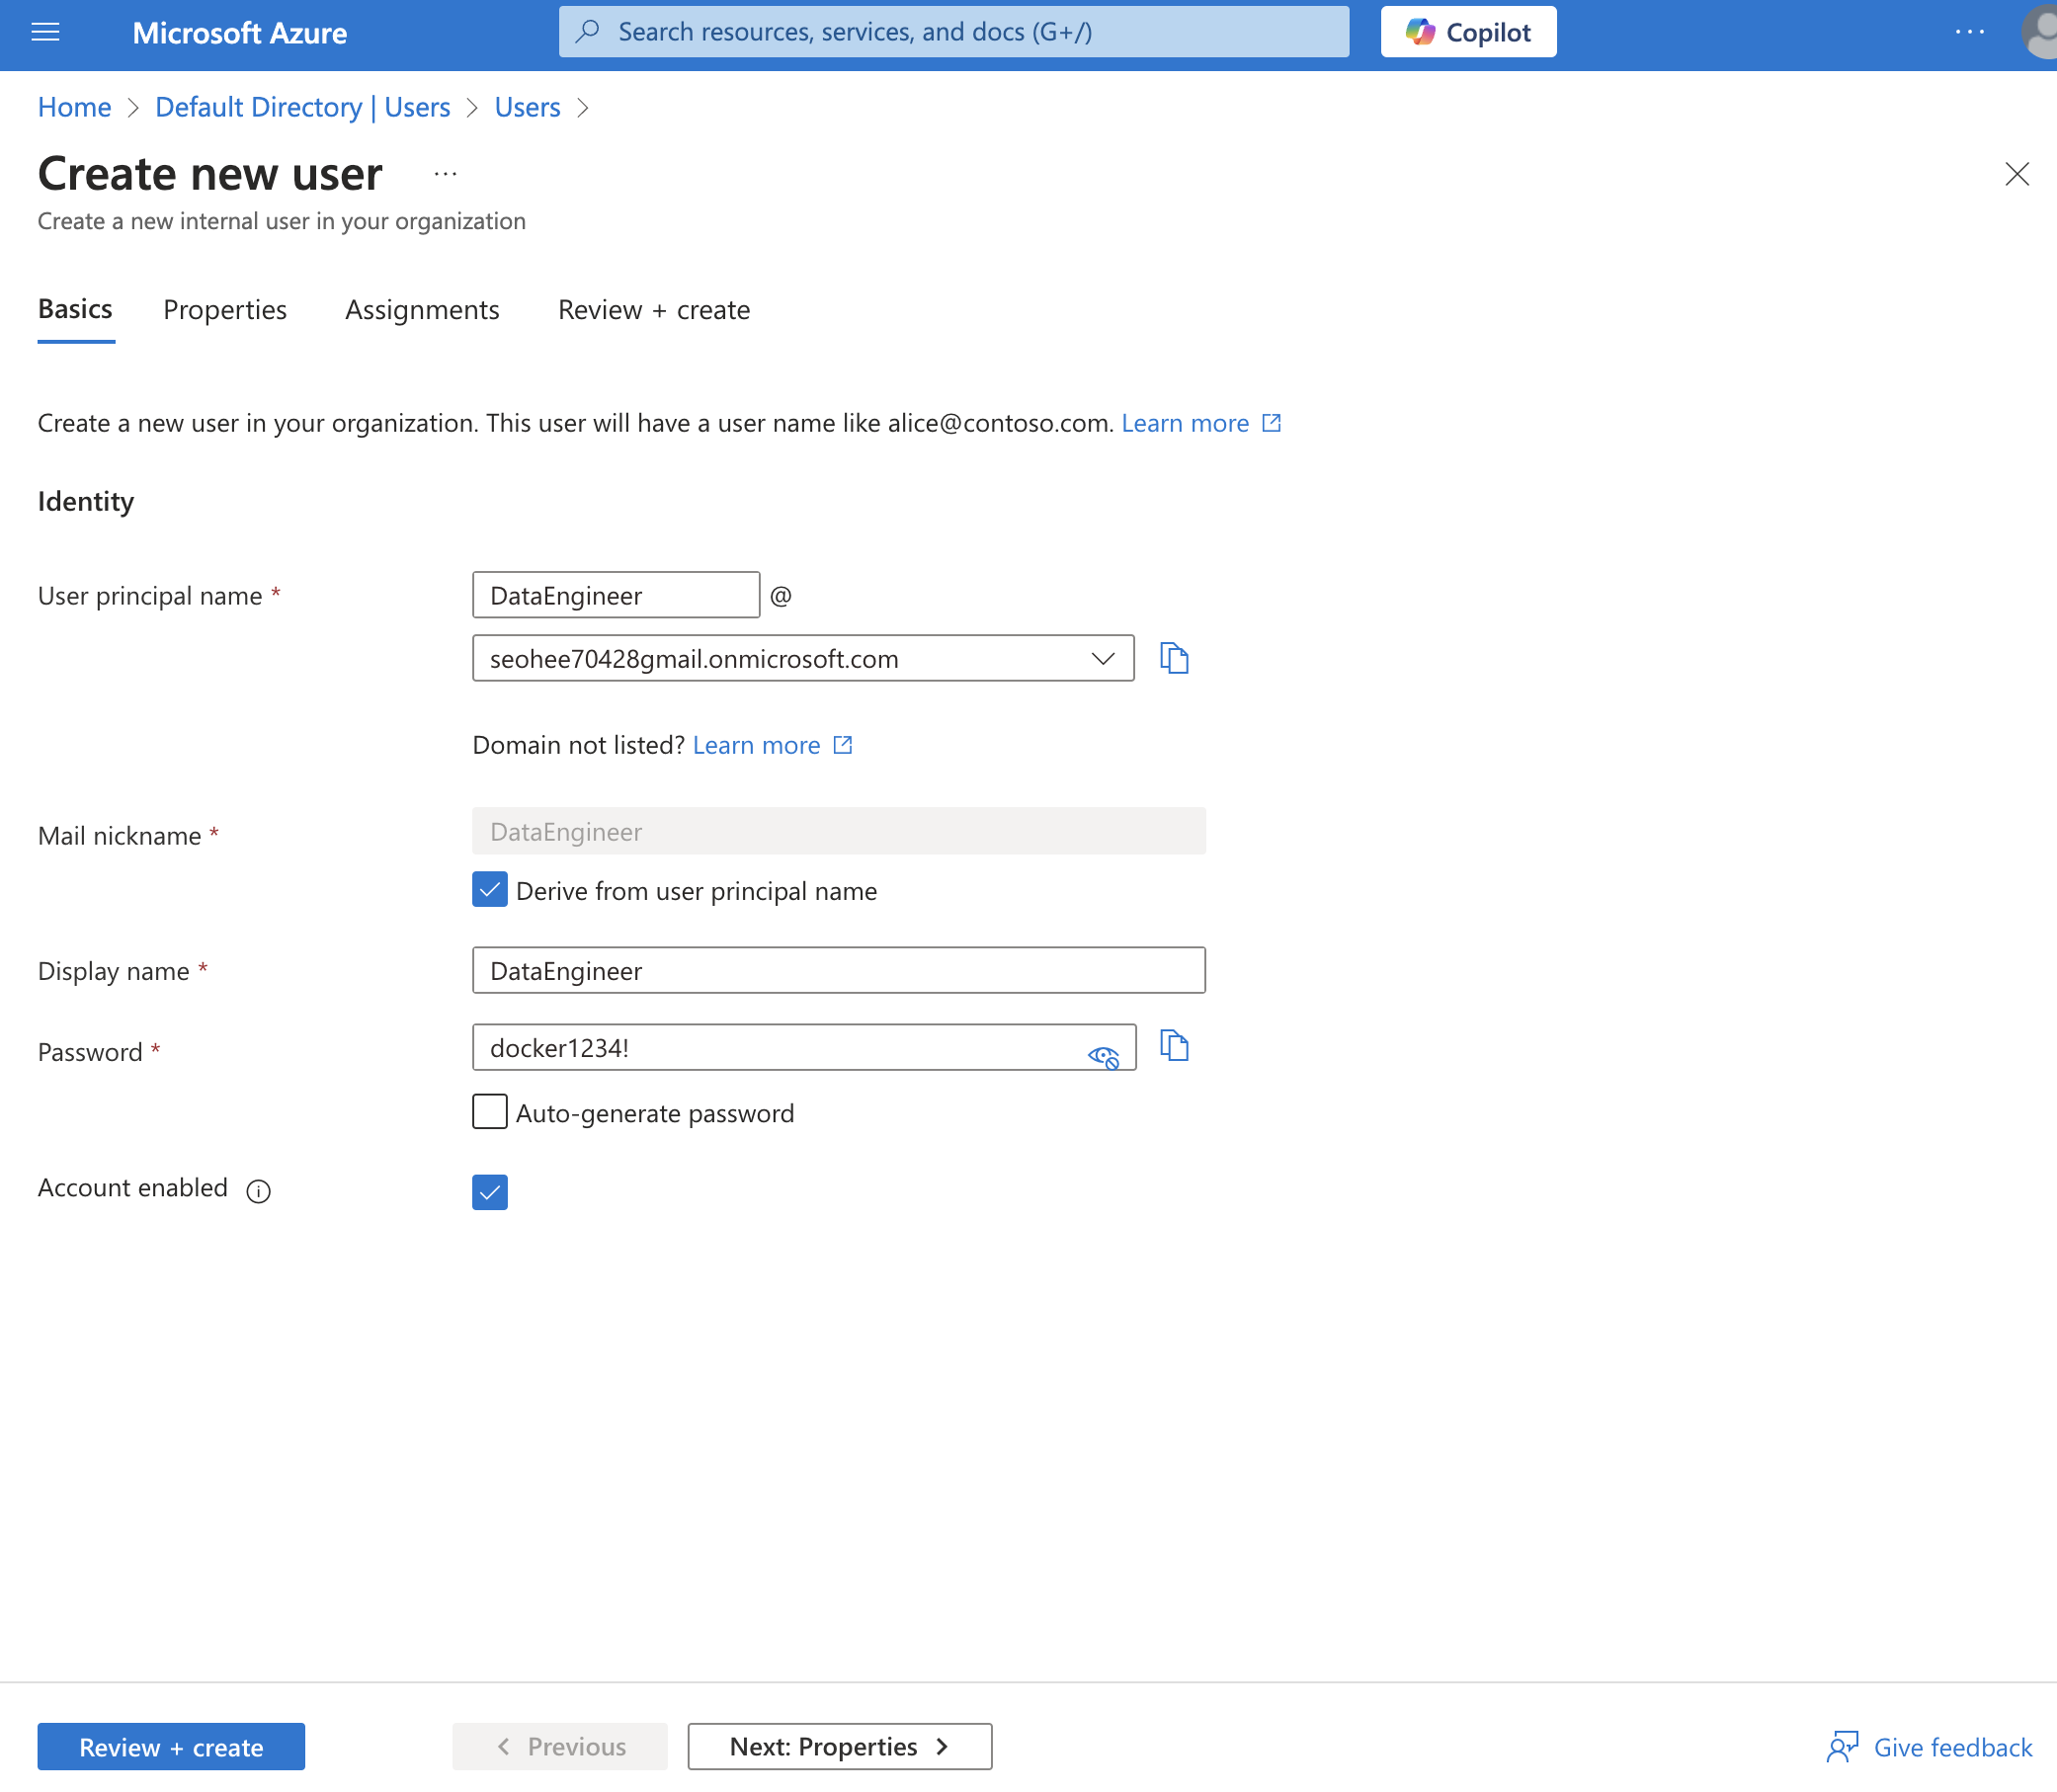 Microsoft Azure
Search resources, services, and docs (G+/)
Copilot
Home > Default Directory | Users > Users >
Create new user ...
Create a new internal user in your organization
Basics Properties Assignments Review + create
Create a new user in your organization. This user will have a user name like alice@contoso.com. Learn more
Identity
User principal name * DataEngineer @
seohee70428gmail.onmicrosoft.com
Domain not listed? Learn more
Mail nickname * DataEngineer
Derive from user principal name
Display name * DataEngineer
Password * docker1234!
Auto-generate password
Account enabled
Review + create < Previous Next: Properties > Give feedback